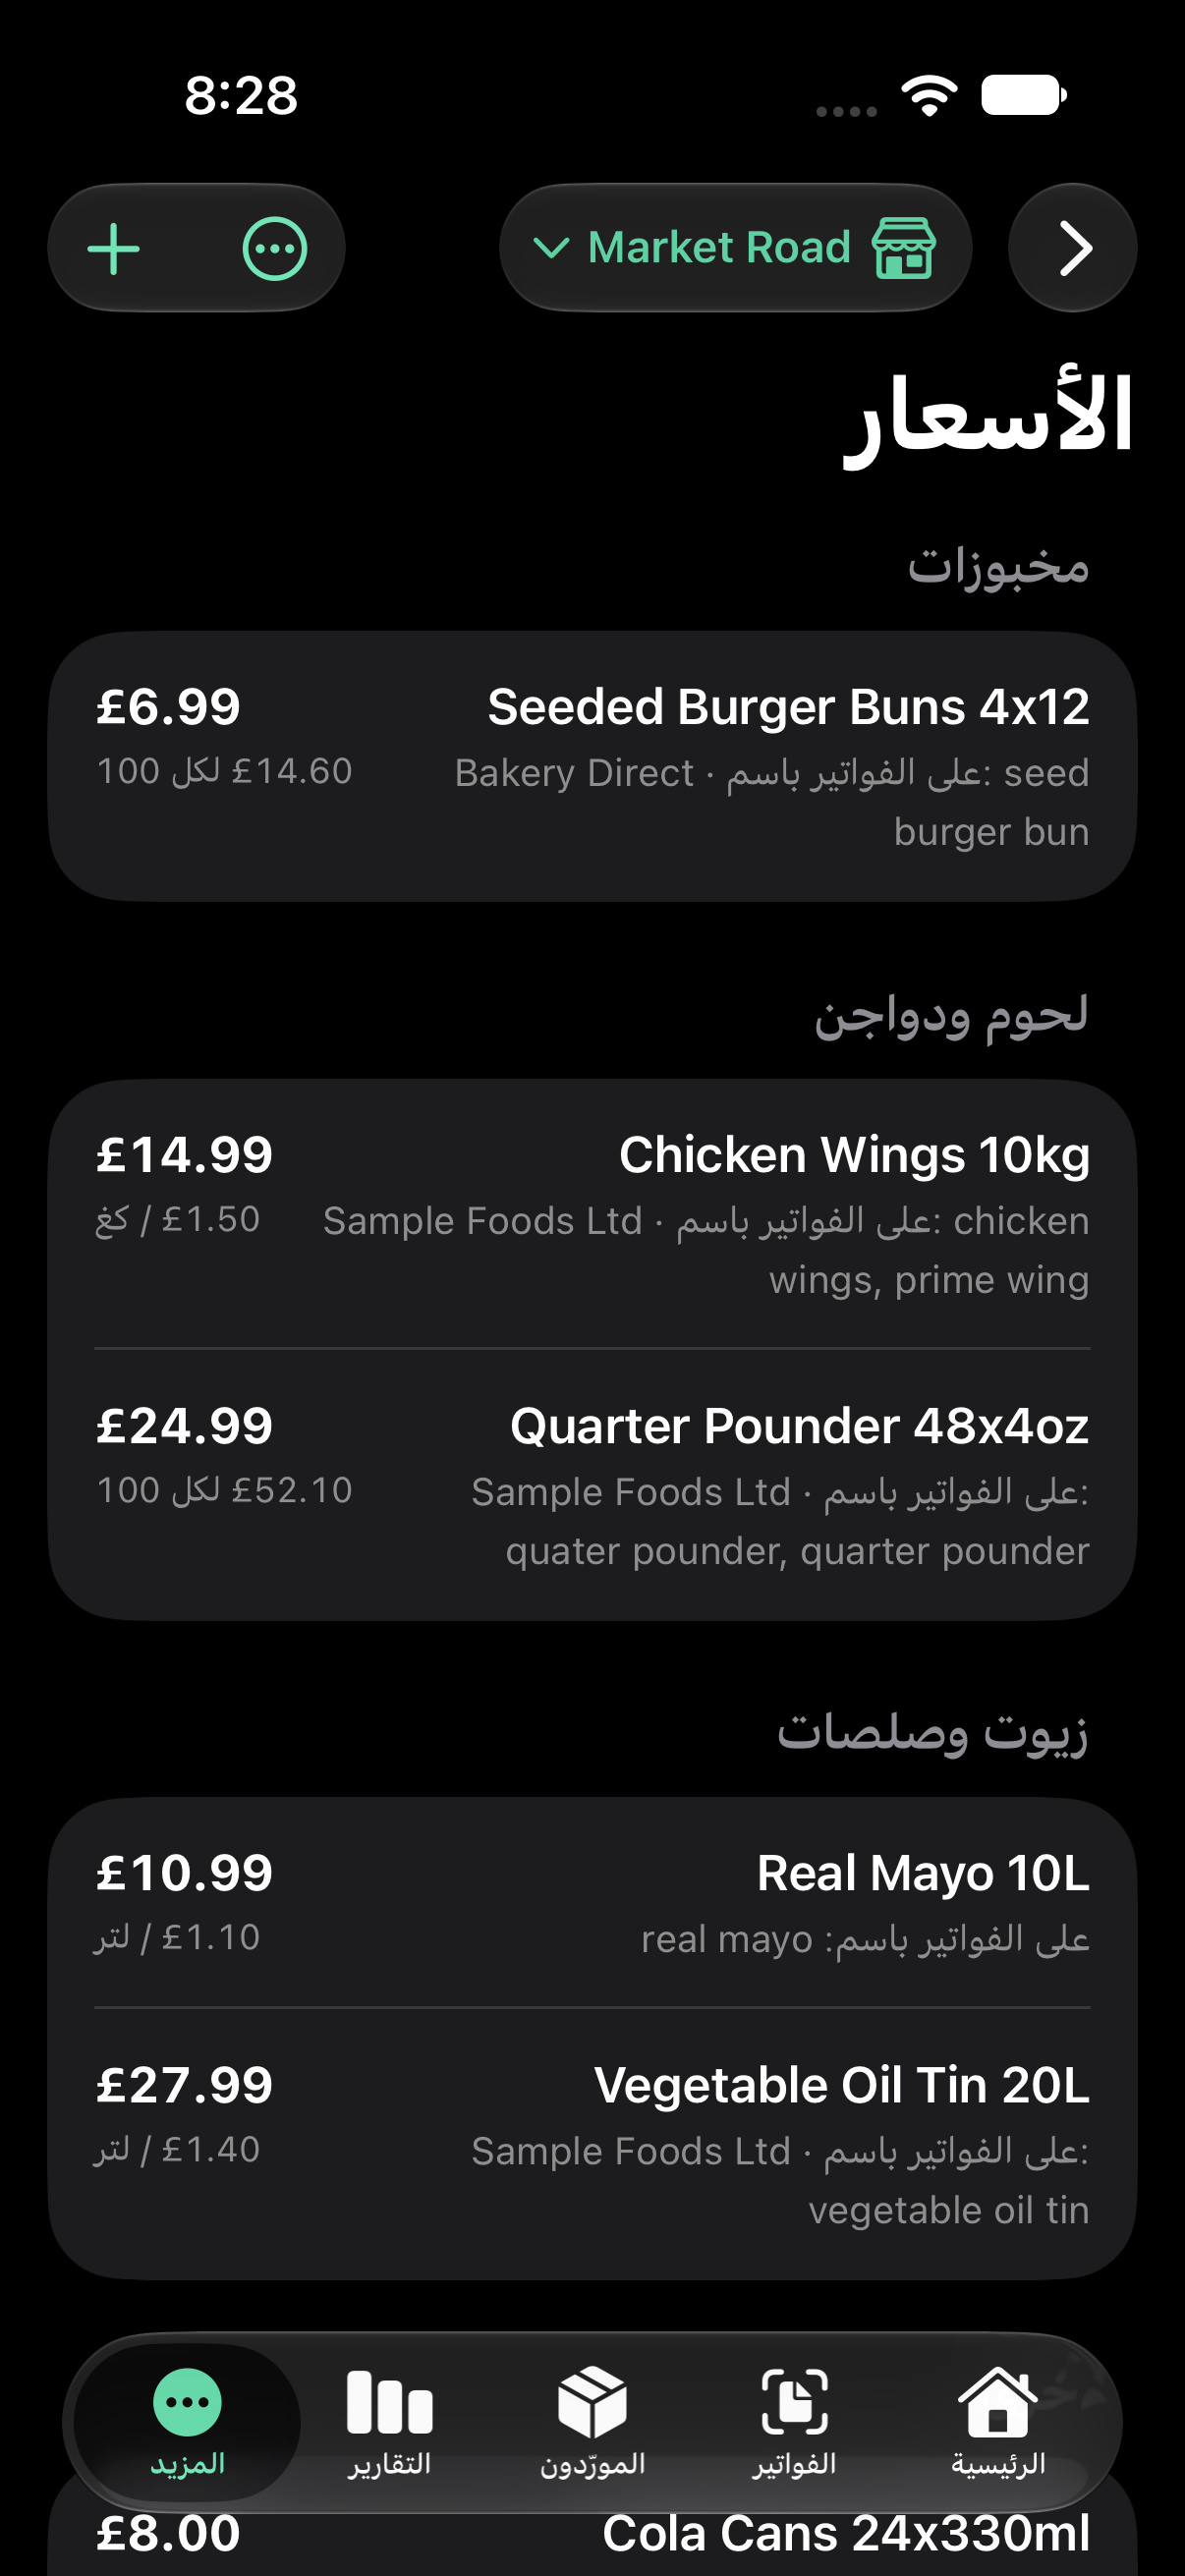 8:28
Market Road
الأسعار
مخبوزات
Seeded Burger Buns 4x12
£6.99
Bakery Direct · على الفواتير باسم: seed
burger bun
£14.60 لكل 100
لحوم ودواجن
Chicken Wings 10kg
£14.99
Sample Foods Ltd · على الفواتير باسم: chicken
wings, prime wing
£1.50 / كغ
Quarter Pounder 48x4oz
£24.99
Sample Foods Ltd · على الفواتير باسم:
quater pounder, quarter pounder
£52.10 لكل 100
زيوت وصلصات
Real Mayo 10L
£10.99
على الفواتير باسم: real mayo
£1.10 / لتر
Vegetable Oil Tin 20L
£27.99
Sample Foods Ltd · على الفواتير باسم:
vegetable oil tin
£1.40 / لتر
الرئيسية
الفواتير
المورّدون
التقارير
المزيد
Cola Cans 24x330ml
£8.00